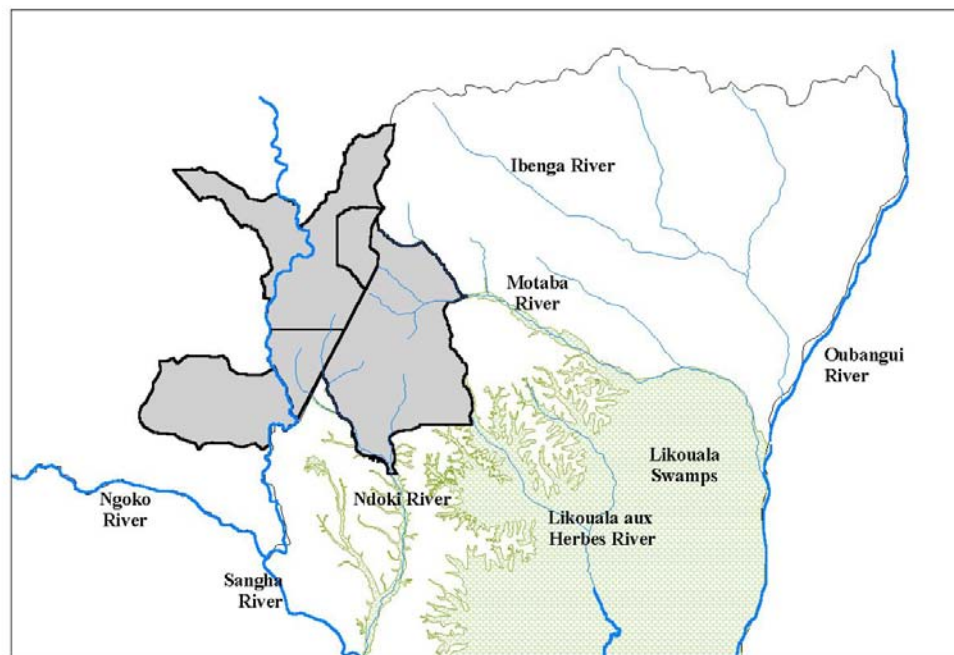 Ibenga River
Motaba
River
Oubangui
River
Likouala
Swamps
Ndoki River
Ngoko
River
Likouala aux
Herbes River
Sangha
River